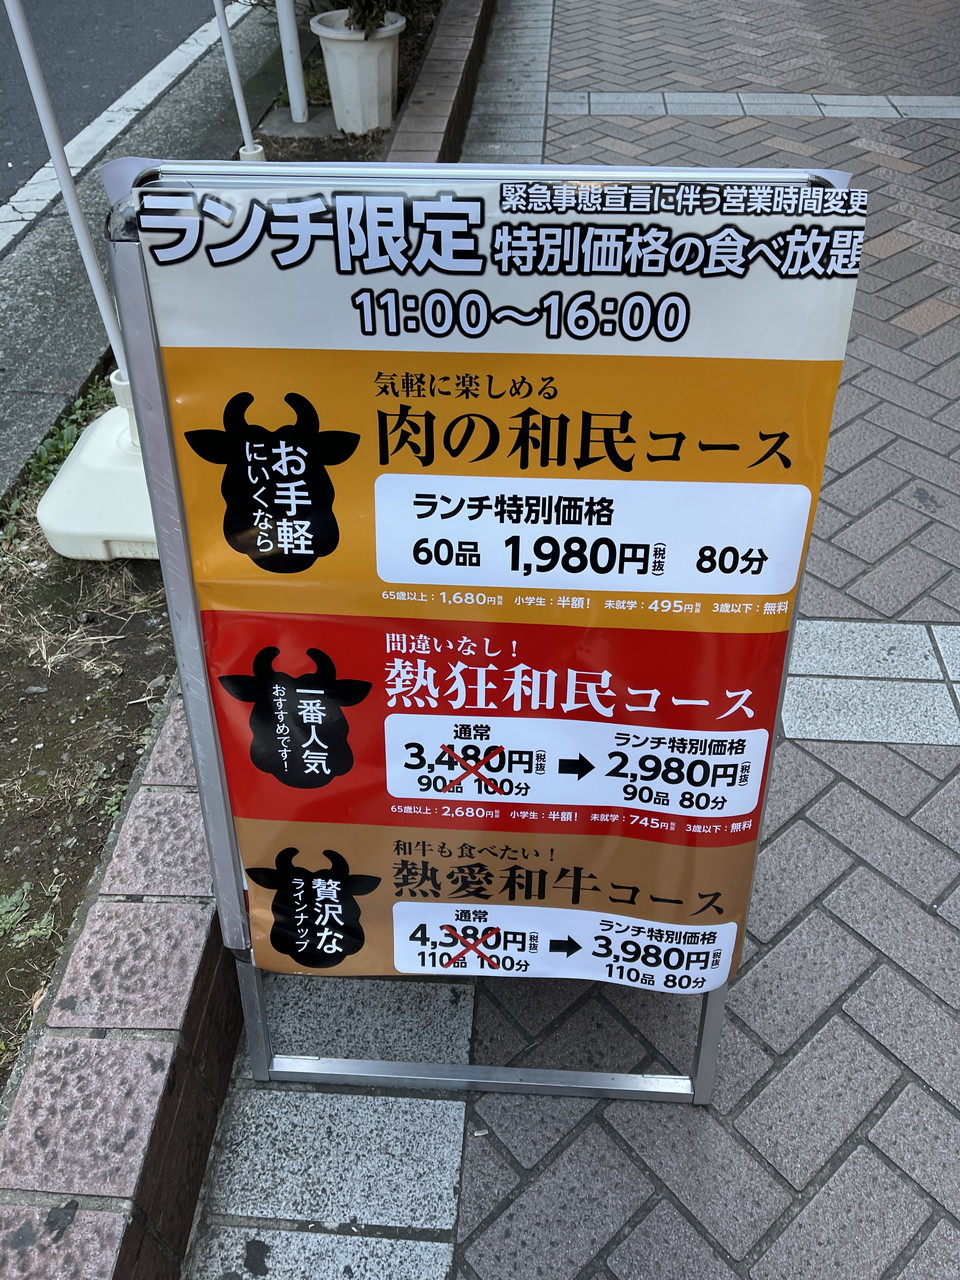 緊急事態宣言に伴う営業時間変更
ランチ限定 特別価格の食べ放題
11:00〜16:00
お手軽
にいくなら
気軽に楽しめる
肉の和民コース
ランチ特別価格
60品 1,980円(税抜) 80分
65歳以上：1,680円税抜 小学生：半額！ 未就学：495円税抜 3歳以下：無料
一番人気
おすすめです！
間違いなし！
熱狂和民コース
通常
3,480円(税抜)
90品 100分
ランチ特別価格
2,980円(税抜)
90品 80分
65歳以上：2,680円税抜 小学生：半額！ 未就学：745円税抜 3歳以下：無料
贅沢な
ラインナップ
和牛も食べたい！
熱愛和牛コース
通常
4,380円(税抜)
110品 100分
ランチ特別価格
3,980円(税抜)
110品 80分